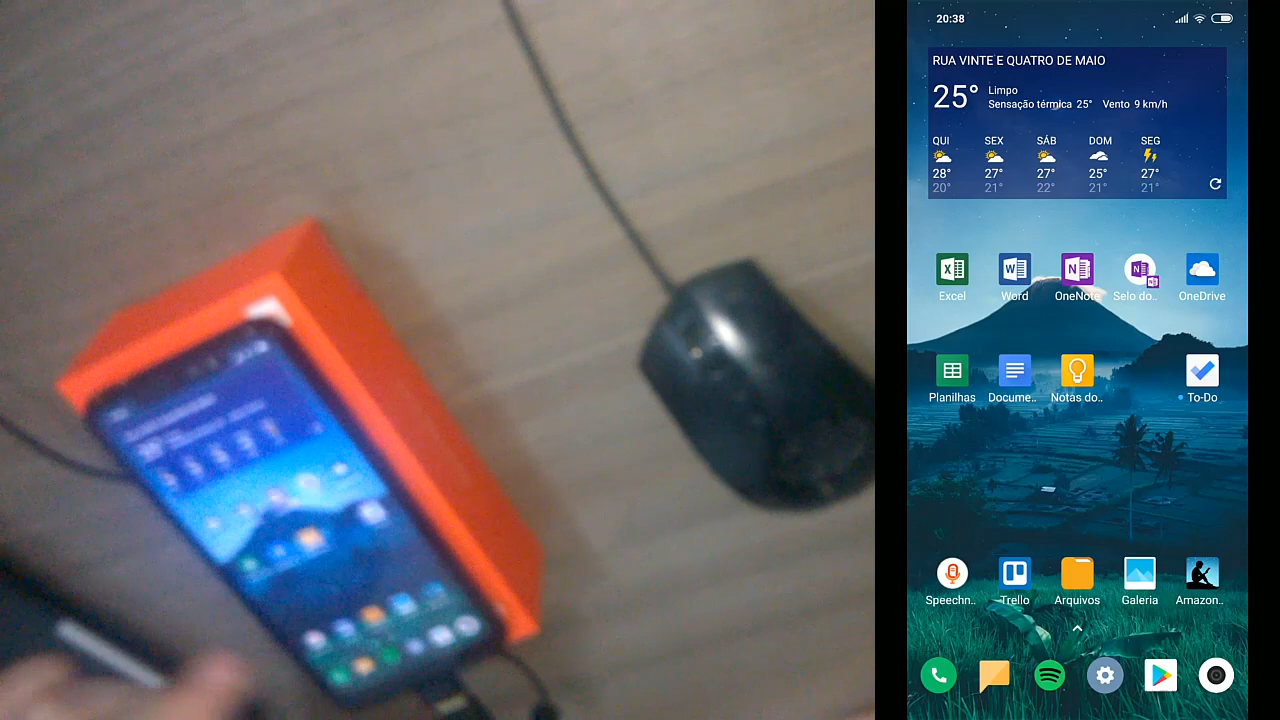 20:38
RUA VINTE E QUATRO DE MAIO
25°
Limpo
Sensação térmica 25° Vento 9 km/h
QUI SEX SÁB DOM SEG
28° 27° 27° 25° 27°
20° 21° 22° 21° 21°
Excel Word OneNote Selo do.. OneDrive
Planilhas Docume.. Notas do.. To-Do
Speechn.. Trello Arquivos Galeria Amazon..